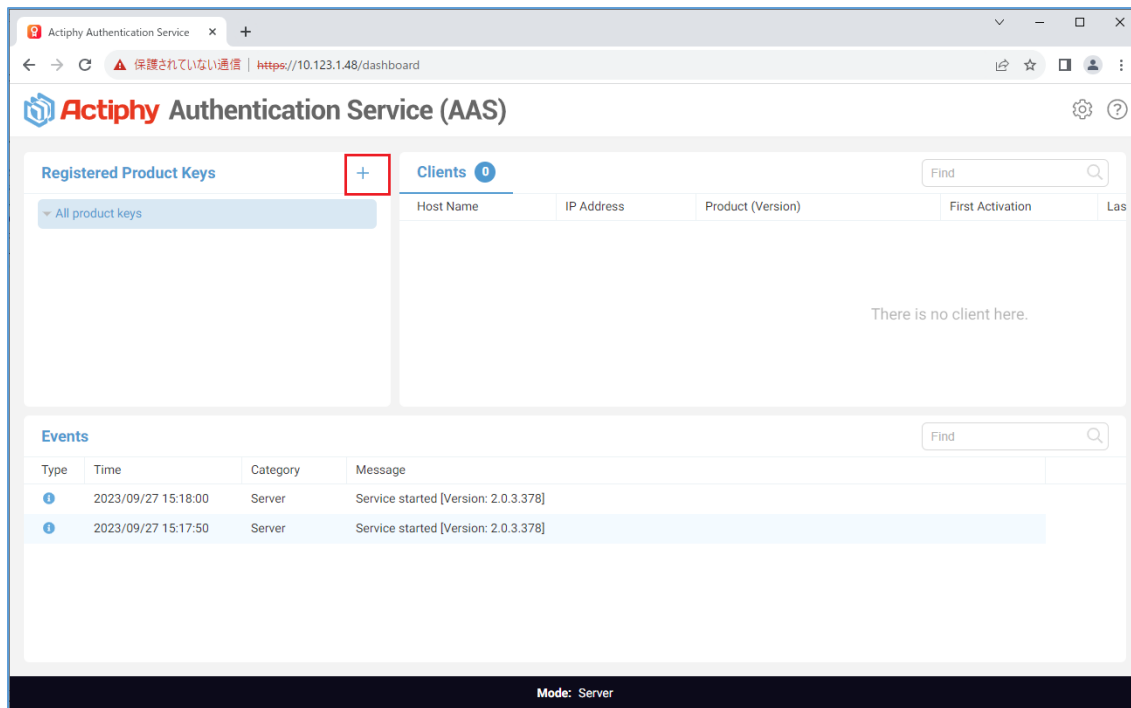 Actiphy Authentication Service
保護されていない通信 | https://10.123.1.48/dashboard
Actiphy Authentication Service (AAS)
Registered Product Keys
All product keys
Clients 0
Find
Host Name IP Address Product (Version) First Activation Las
There is no client here.
Events
Find
Type Time Category Message
2023/09/27 15:18:00 Server Service started [Version: 2.0.3.378]
2023/09/27 15:17:50 Server Service started [Version: 2.0.3.378]
Mode: Server